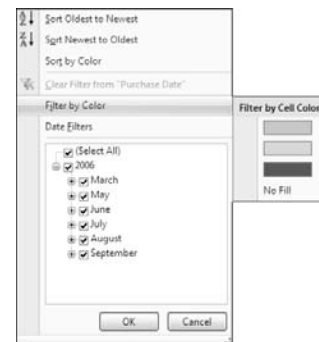 Sort Oldest to Newest
Sort Newest to Oldest
Sort by Color
Clear Filter from "Purchase Date"
Filter by Color
Filter by Cell Color
Date Filters
(Select All)
2006
March
May
June
July
August
September
No Fill
OK
Cancel